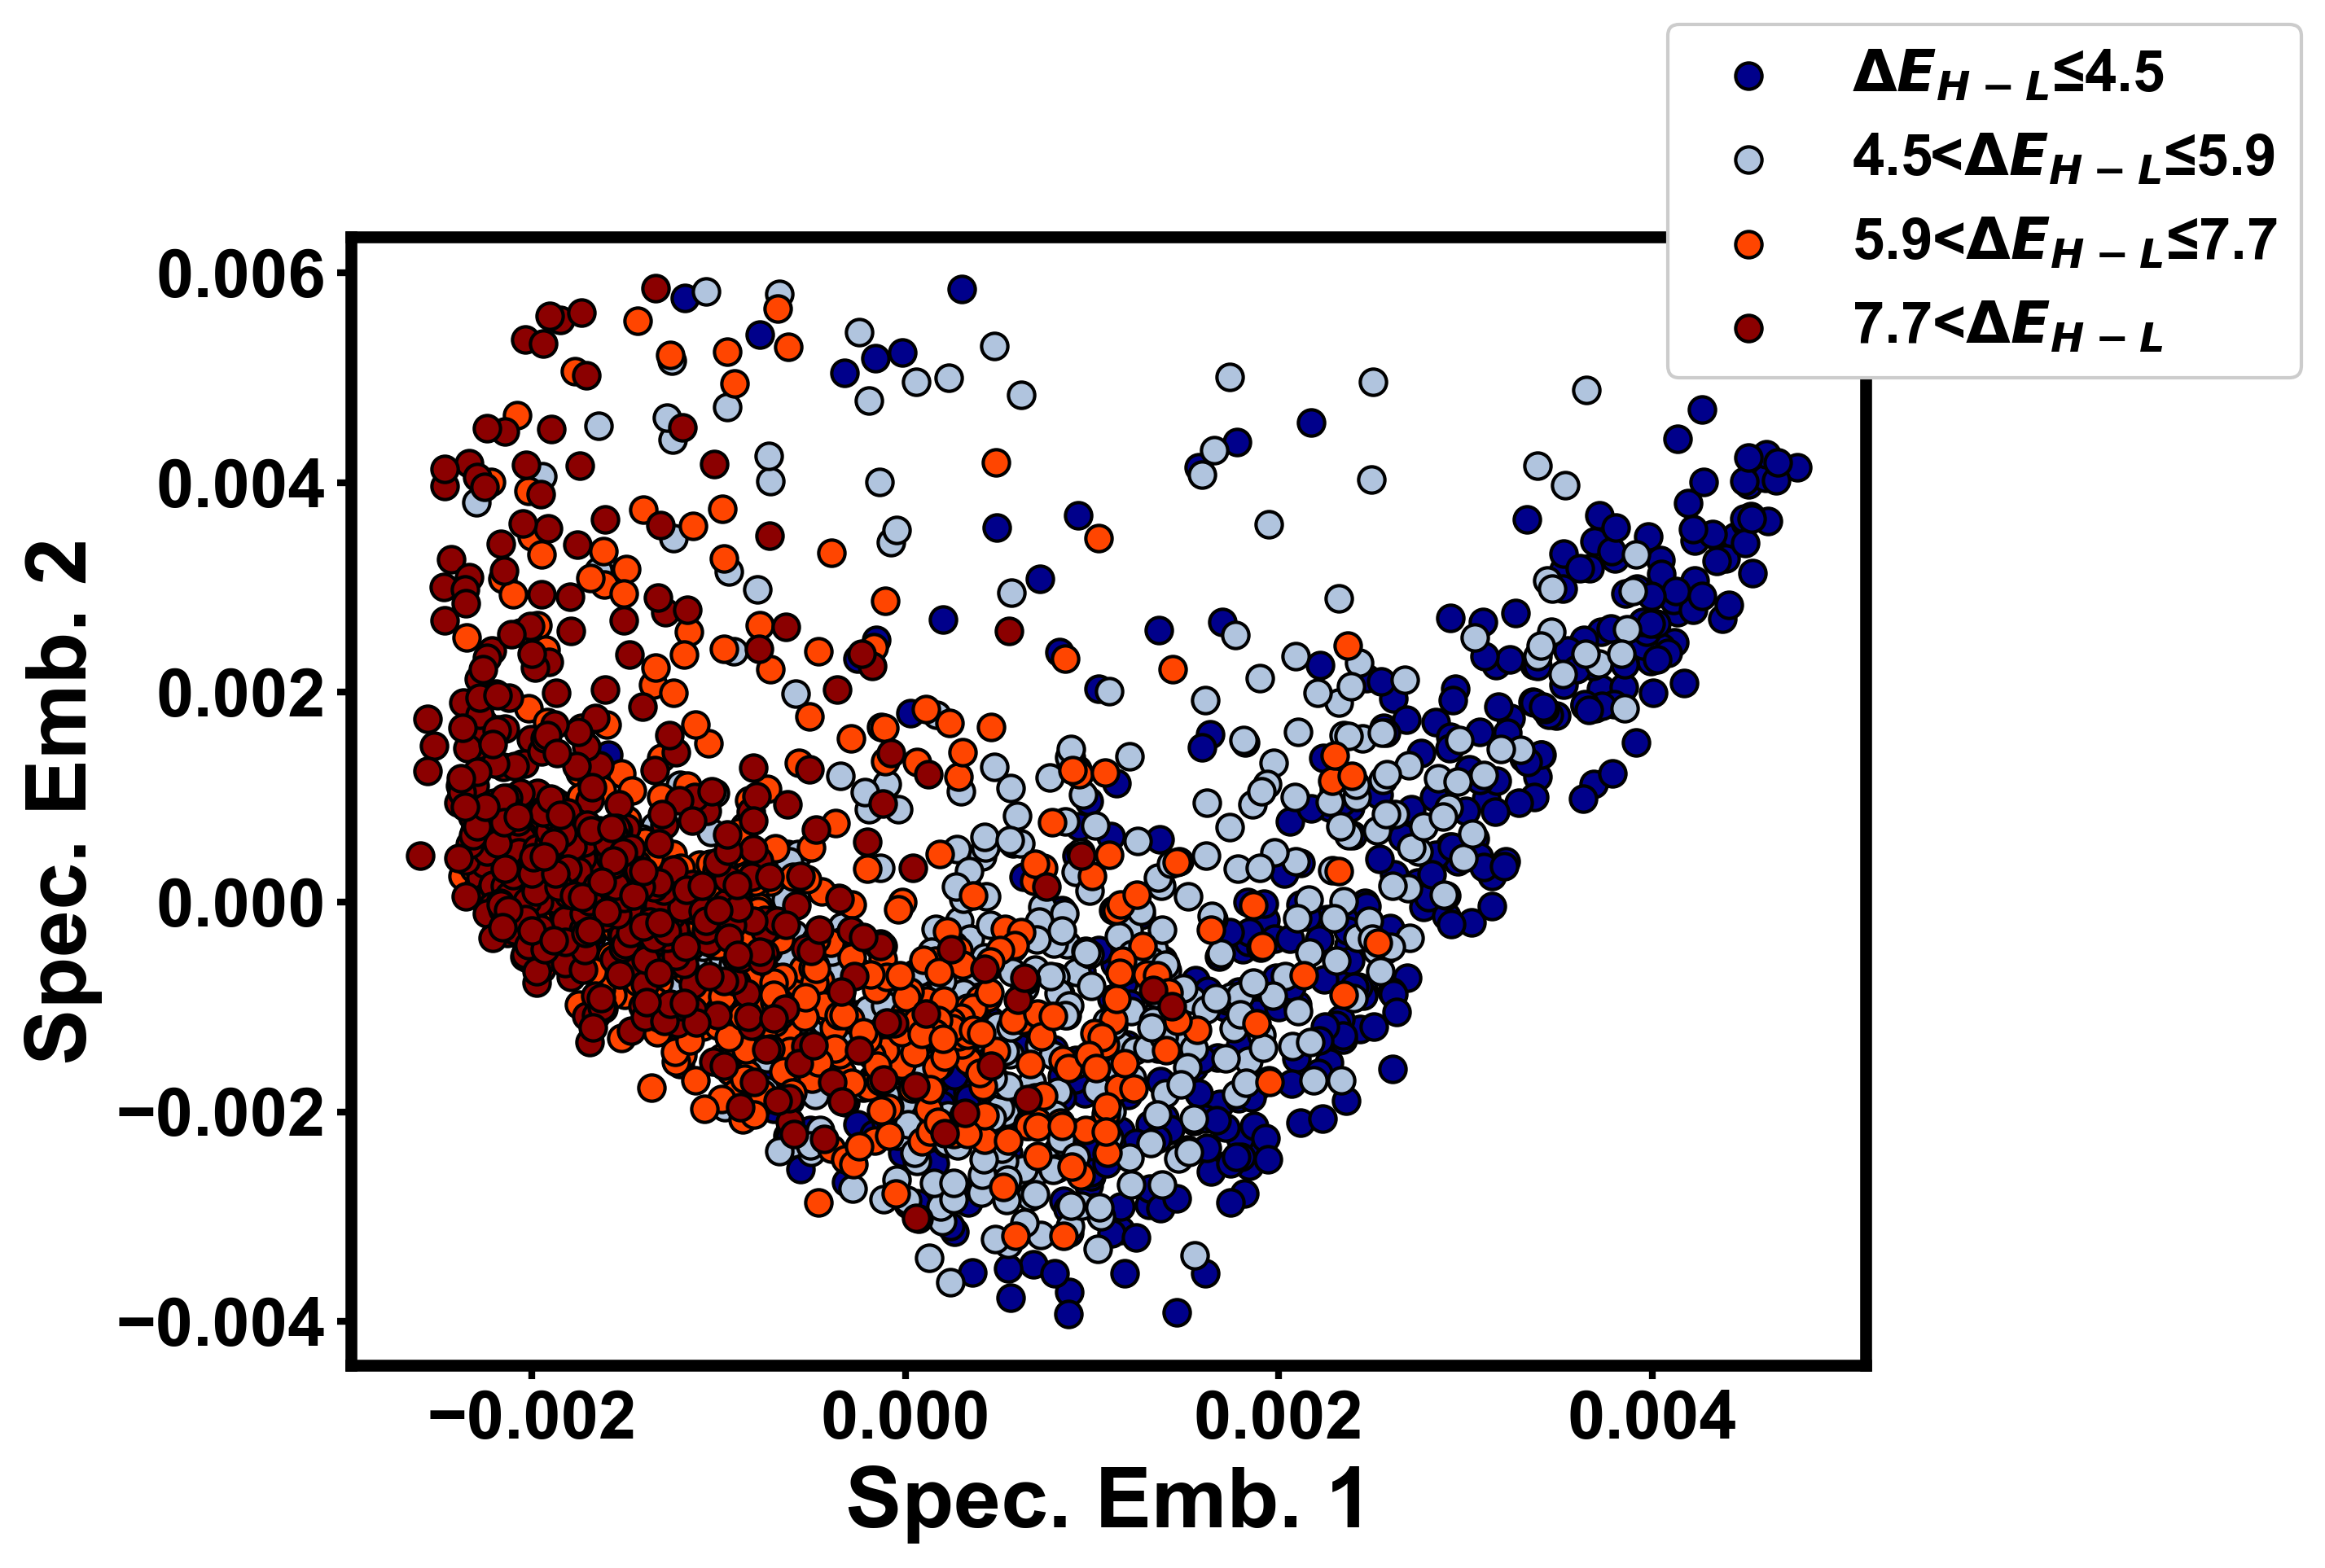 ΔE_{H−L}≤4.5
4.5<ΔE_{H−L}≤5.9
5.9<ΔE_{H−L}≤7.7
7.7<ΔE_{H−L}
0.006
0.004
0.002
0.000
−0.002
−0.004
Spec. Emb. 2
−0.002 0.000 0.002 0.004
Spec. Emb. 1